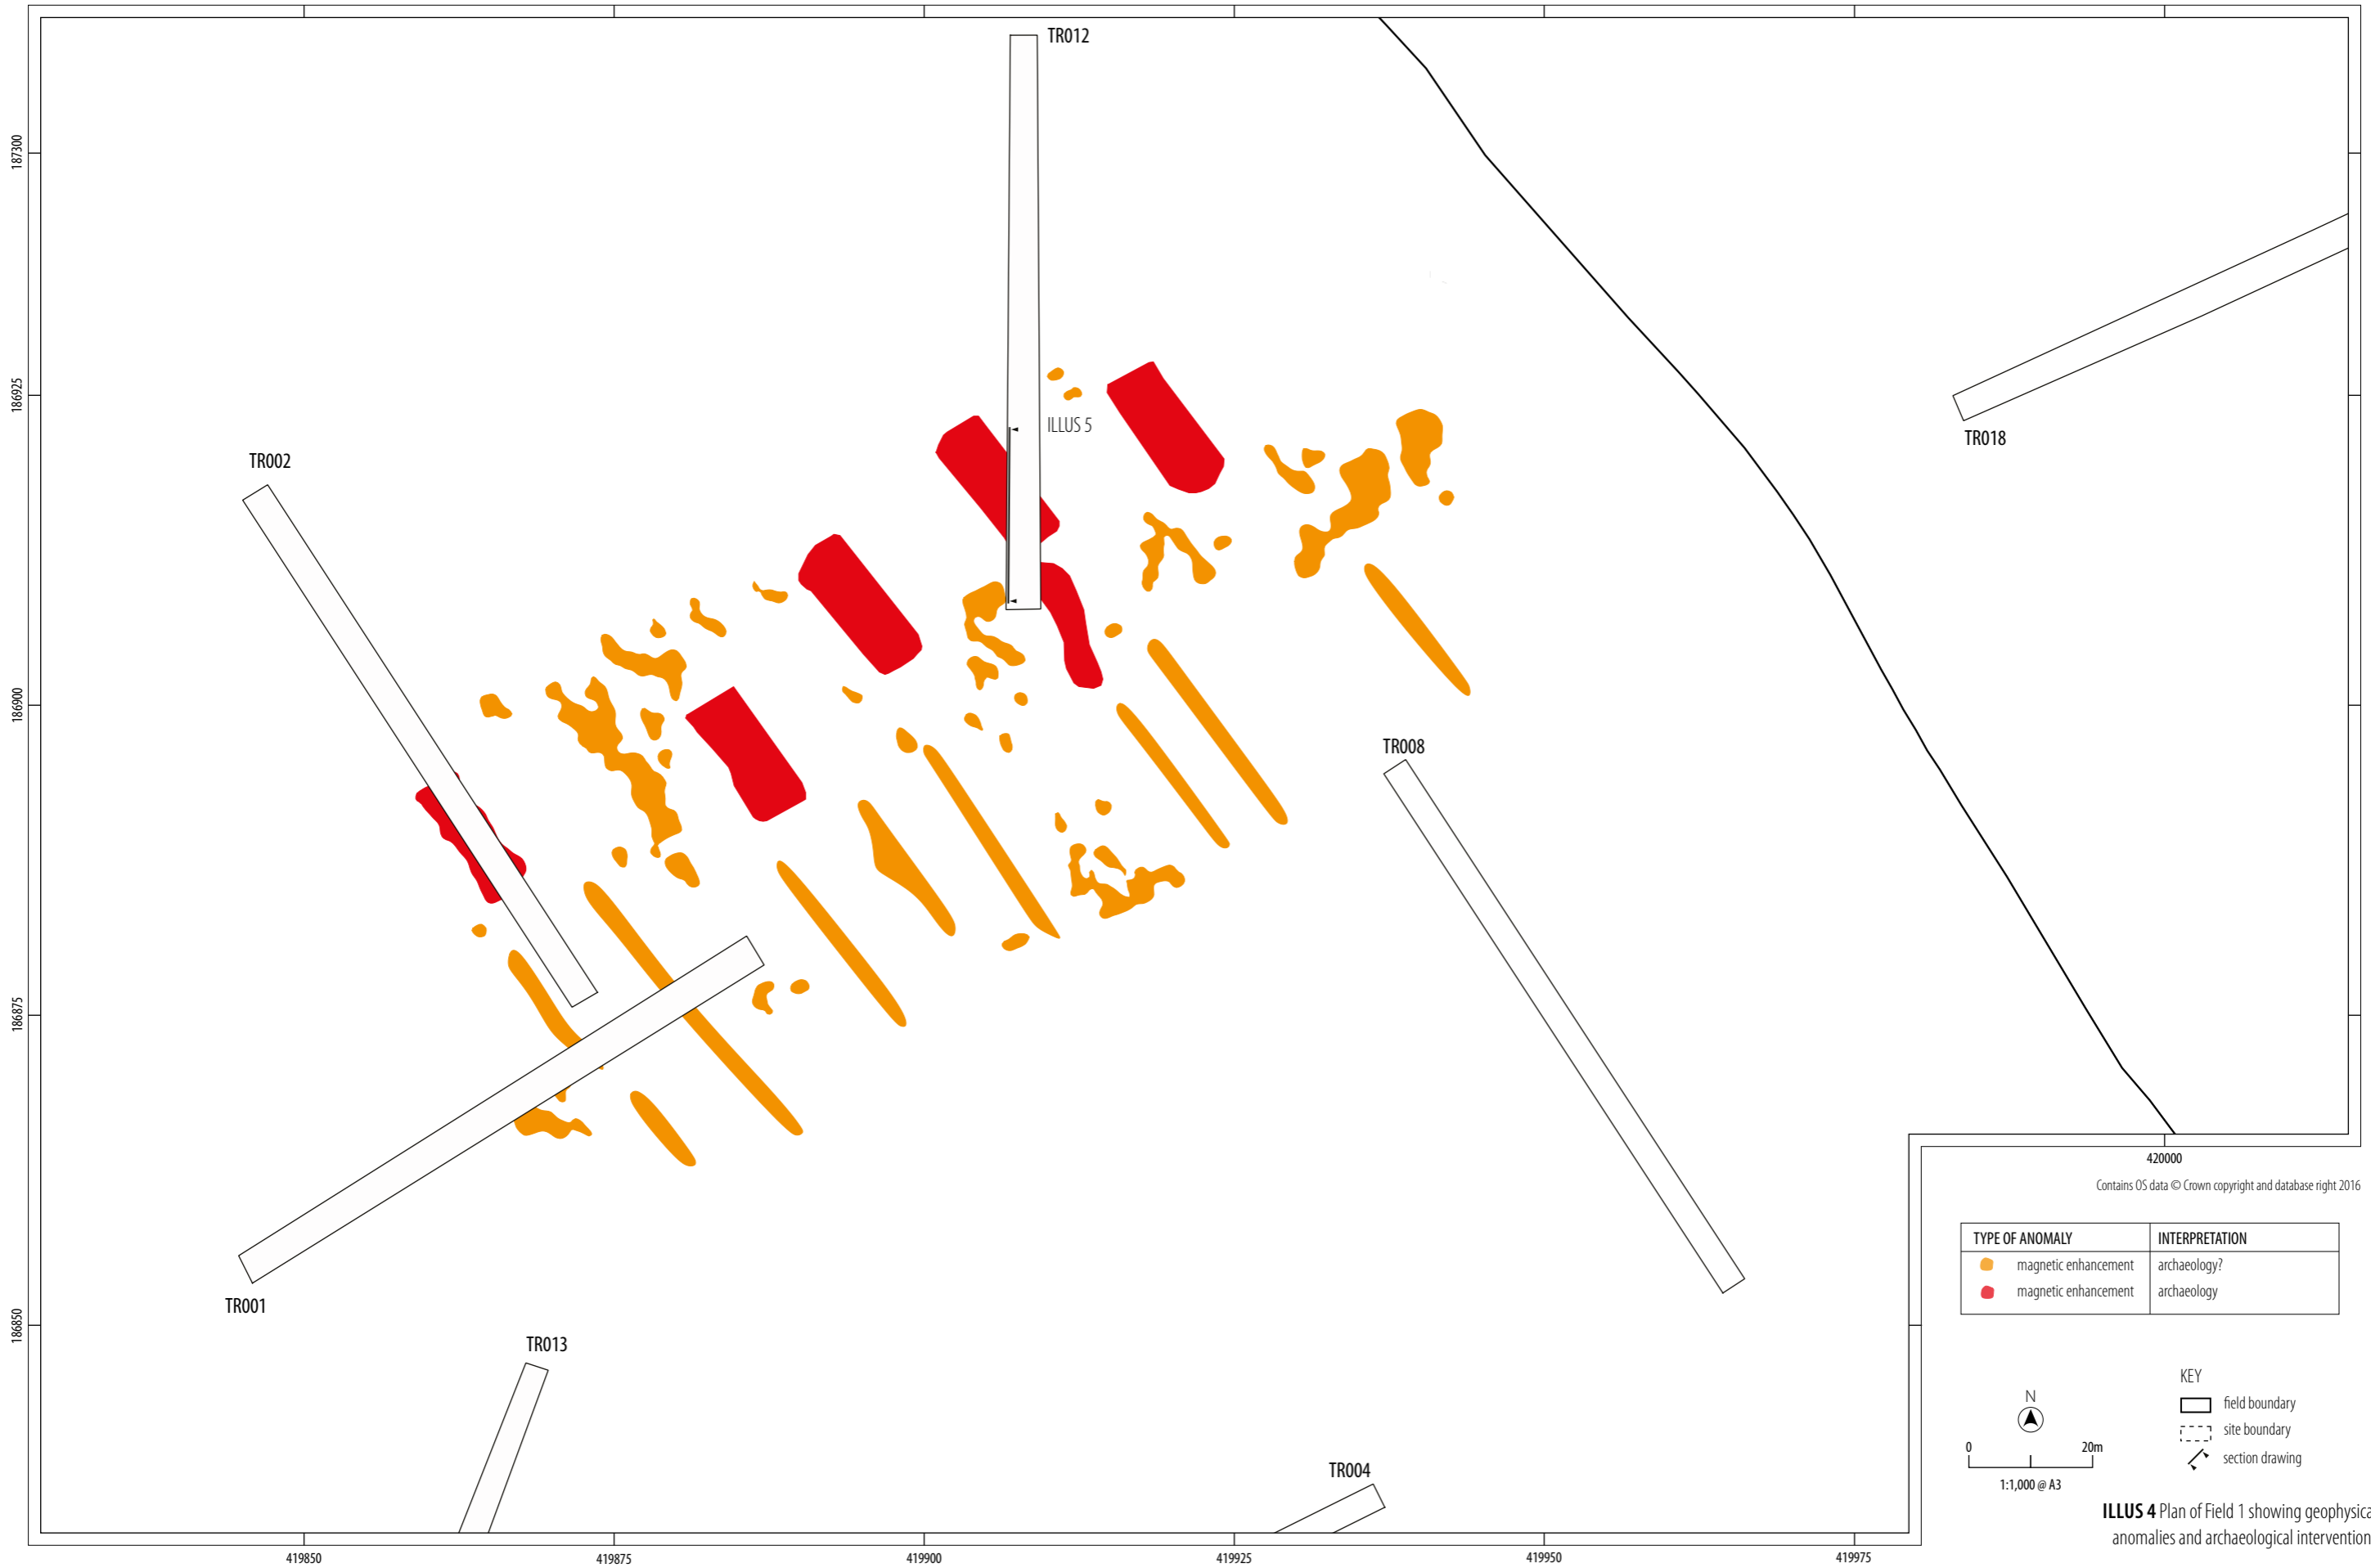 TR012
187300
186925
ILLUS 5
TR018
TR002
186900
TR008
186875
420000
Contains OS data © Crown copyright and database right 2016
TYPE OF ANOMALY INTERPRETATION
magnetic enhancement archaeology?
magnetic enhancement archaeology
TR001
186850
TR013
KEY
field boundary
site boundary
section drawing
N
0 20m
1:1,000 @ A3
TR004
ILLUS 4 Plan of Field 1 showing geophysica
anomalies and archaeological intervention
419850 419875 419900 419925 419950 419975